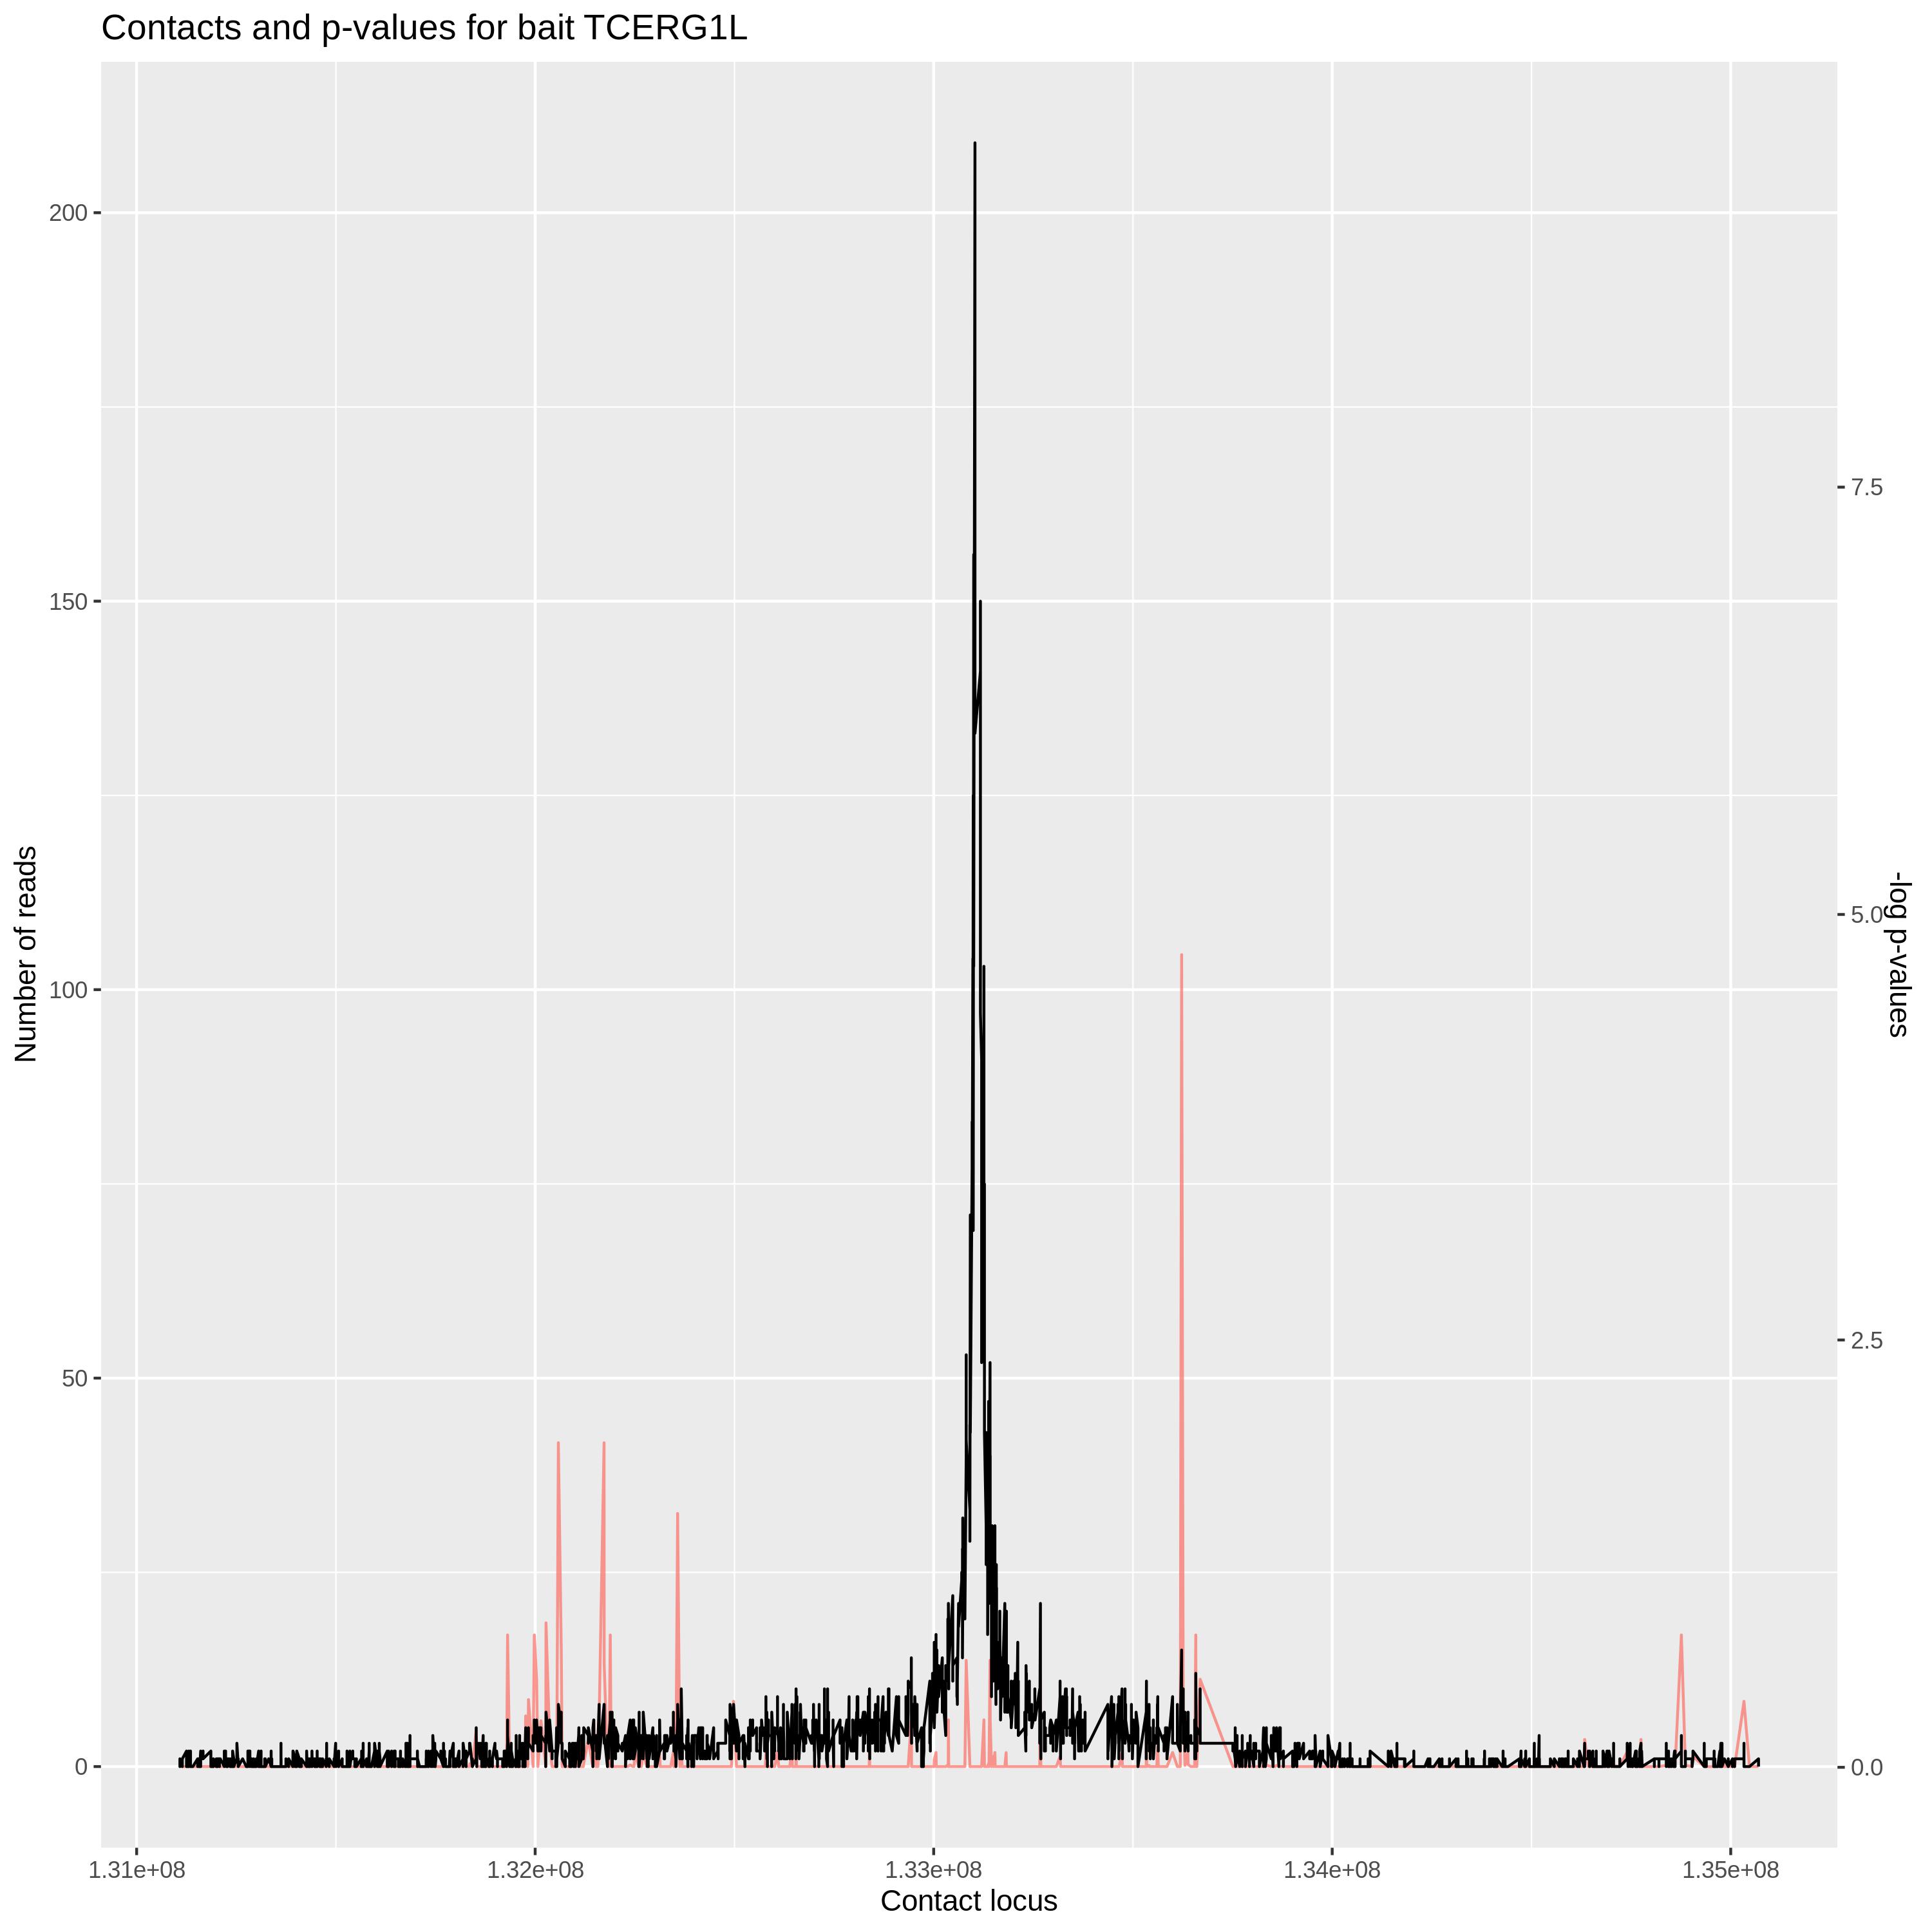 Contacts and p-values for bait TCERG1L
Number of reads
200
150
100
50
0
7.5
5.0
2.5
0.0
-log p-values
1.31e+08
1.32e+08
1.33e+08
1.34e+08
1.35e+08
Contact locus